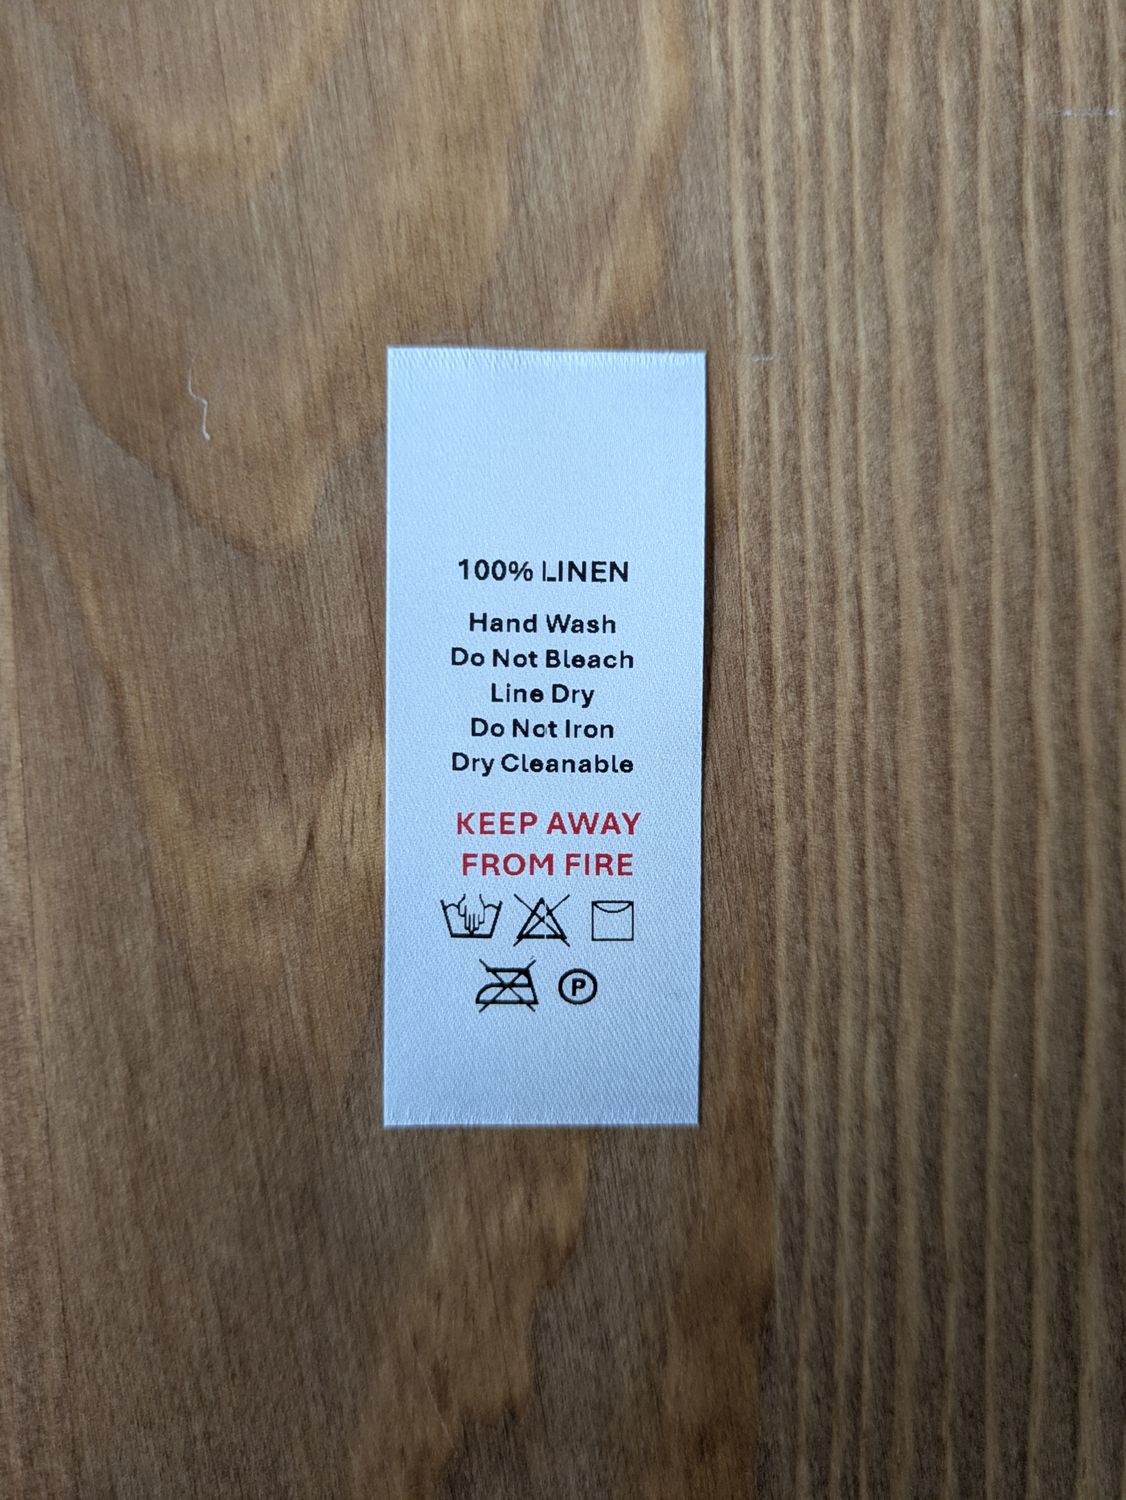 100% LINEN
Hand Wash
Do Not Bleach
Line Dry
Do Not Iron
Dry Cleanable
KEEP AWAY
FROM FIRE
P